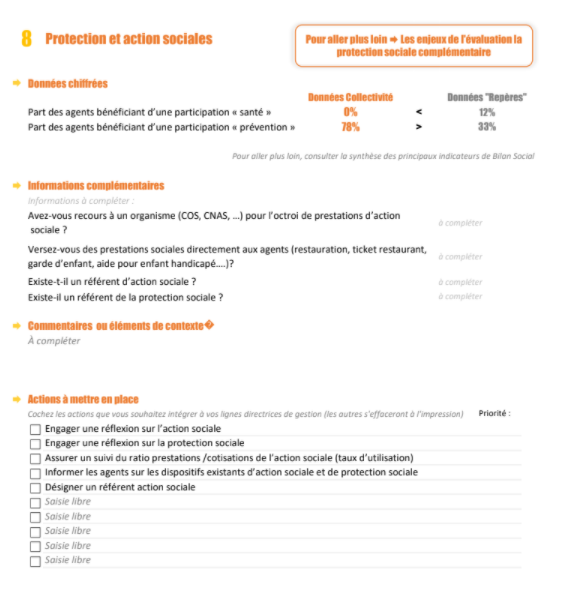 8 Protection et action sociales
Pour aller plus loin ➔ Les enjeux de l'évaluation la
protection sociale complémentaire
Données chiffrées
Données Collectivité Données "Repères"
Part des agents bénéficiant d'une participation « santé » 0% < 12%
Part des agents bénéficiant d'une participation « prévention » 78% > 33%
Pour aller plus loin, consulter la synthèse des principaux indicateurs de Bilan Social
Informations complémentaires
Informations à compléter :
Avez-vous recours à un organisme (COS, CNAS, ...) pour l'octroi de prestations d'action
sociale ? à compléter
Versez-vous des prestations sociales directement aux agents (restauration, ticket restaurant,
garde d'enfant, aide pour enfant handicapé....)? à compléter
Existe-t-il un référent d'action sociale ? à compléter
Existe-il un référent de la protection sociale ? à compléter
Commentaires ou éléments de contexte�
À compléter
Actions à mettre en place
Cochez les actions que vous souhaitez intégrer à vos lignes directrices de gestion (les autres s'effaceront à l'impression) Priorité :
Engager une réflexion sur l'action sociale
Engager une réflexion sur la protection sociale
Assurer un suivi du ratio prestations /cotisations de l'action sociale (taux d'utilisation)
Informer les agents sur les dispositifs existants d'action sociale et de protection sociale
Désigner un référent action sociale
Saisie libre
Saisie libre
Saisie libre
Saisie libre
Saisie libre